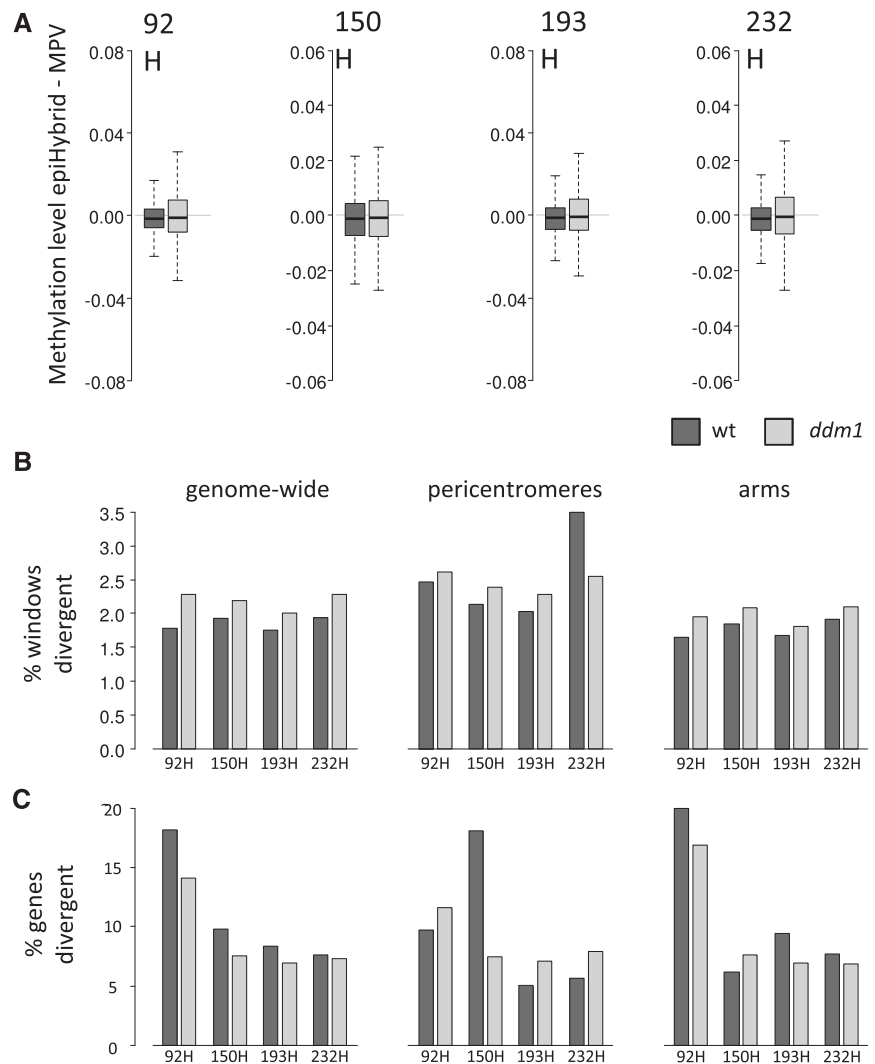 A
92 H
150 H
193 H
232 H
Methylation level epiHybrid - MPV
0.08
0.04
0.00
-0.04
-0.08
0.06
0.04
0.02
0.00
-0.02
-0.04
-0.06
0.08
0.04
0.00
-0.04
-0.08
0.06
0.04
0.02
0.00
-0.02
-0.04
-0.06
wt
ddm1
B
genome-wide
pericentromeres
arms
% windows
divergent
3.5
3.0
2.5
2.0
1.5
1.0
0.5
0.0
92H 150H 193H 232H
92H 150H 193H 232H
92H 150H 193H 232H
C
% genes
divergent
20
15
10
5
0
92H 150H 193H 232H
92H 150H 193H 232H
92H 150H 193H 232H